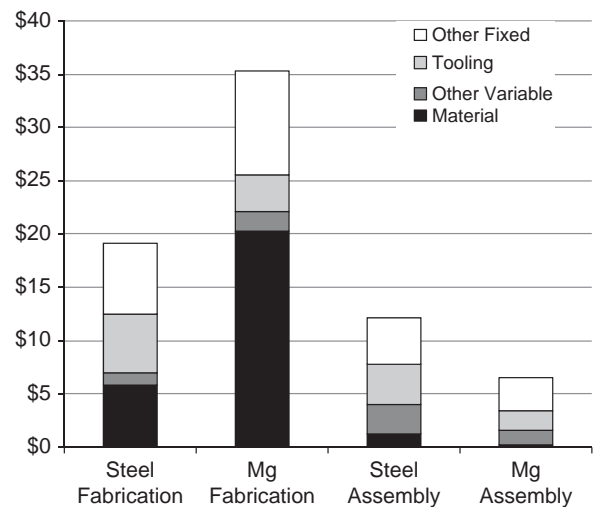 $40
$35
$30
$25
$20
$15
$10
$5
$0
Other Fixed
Tooling
Other Variable
Material
Steel Fabrication
Mg Fabrication
Steel Assembly
Mg Assembly